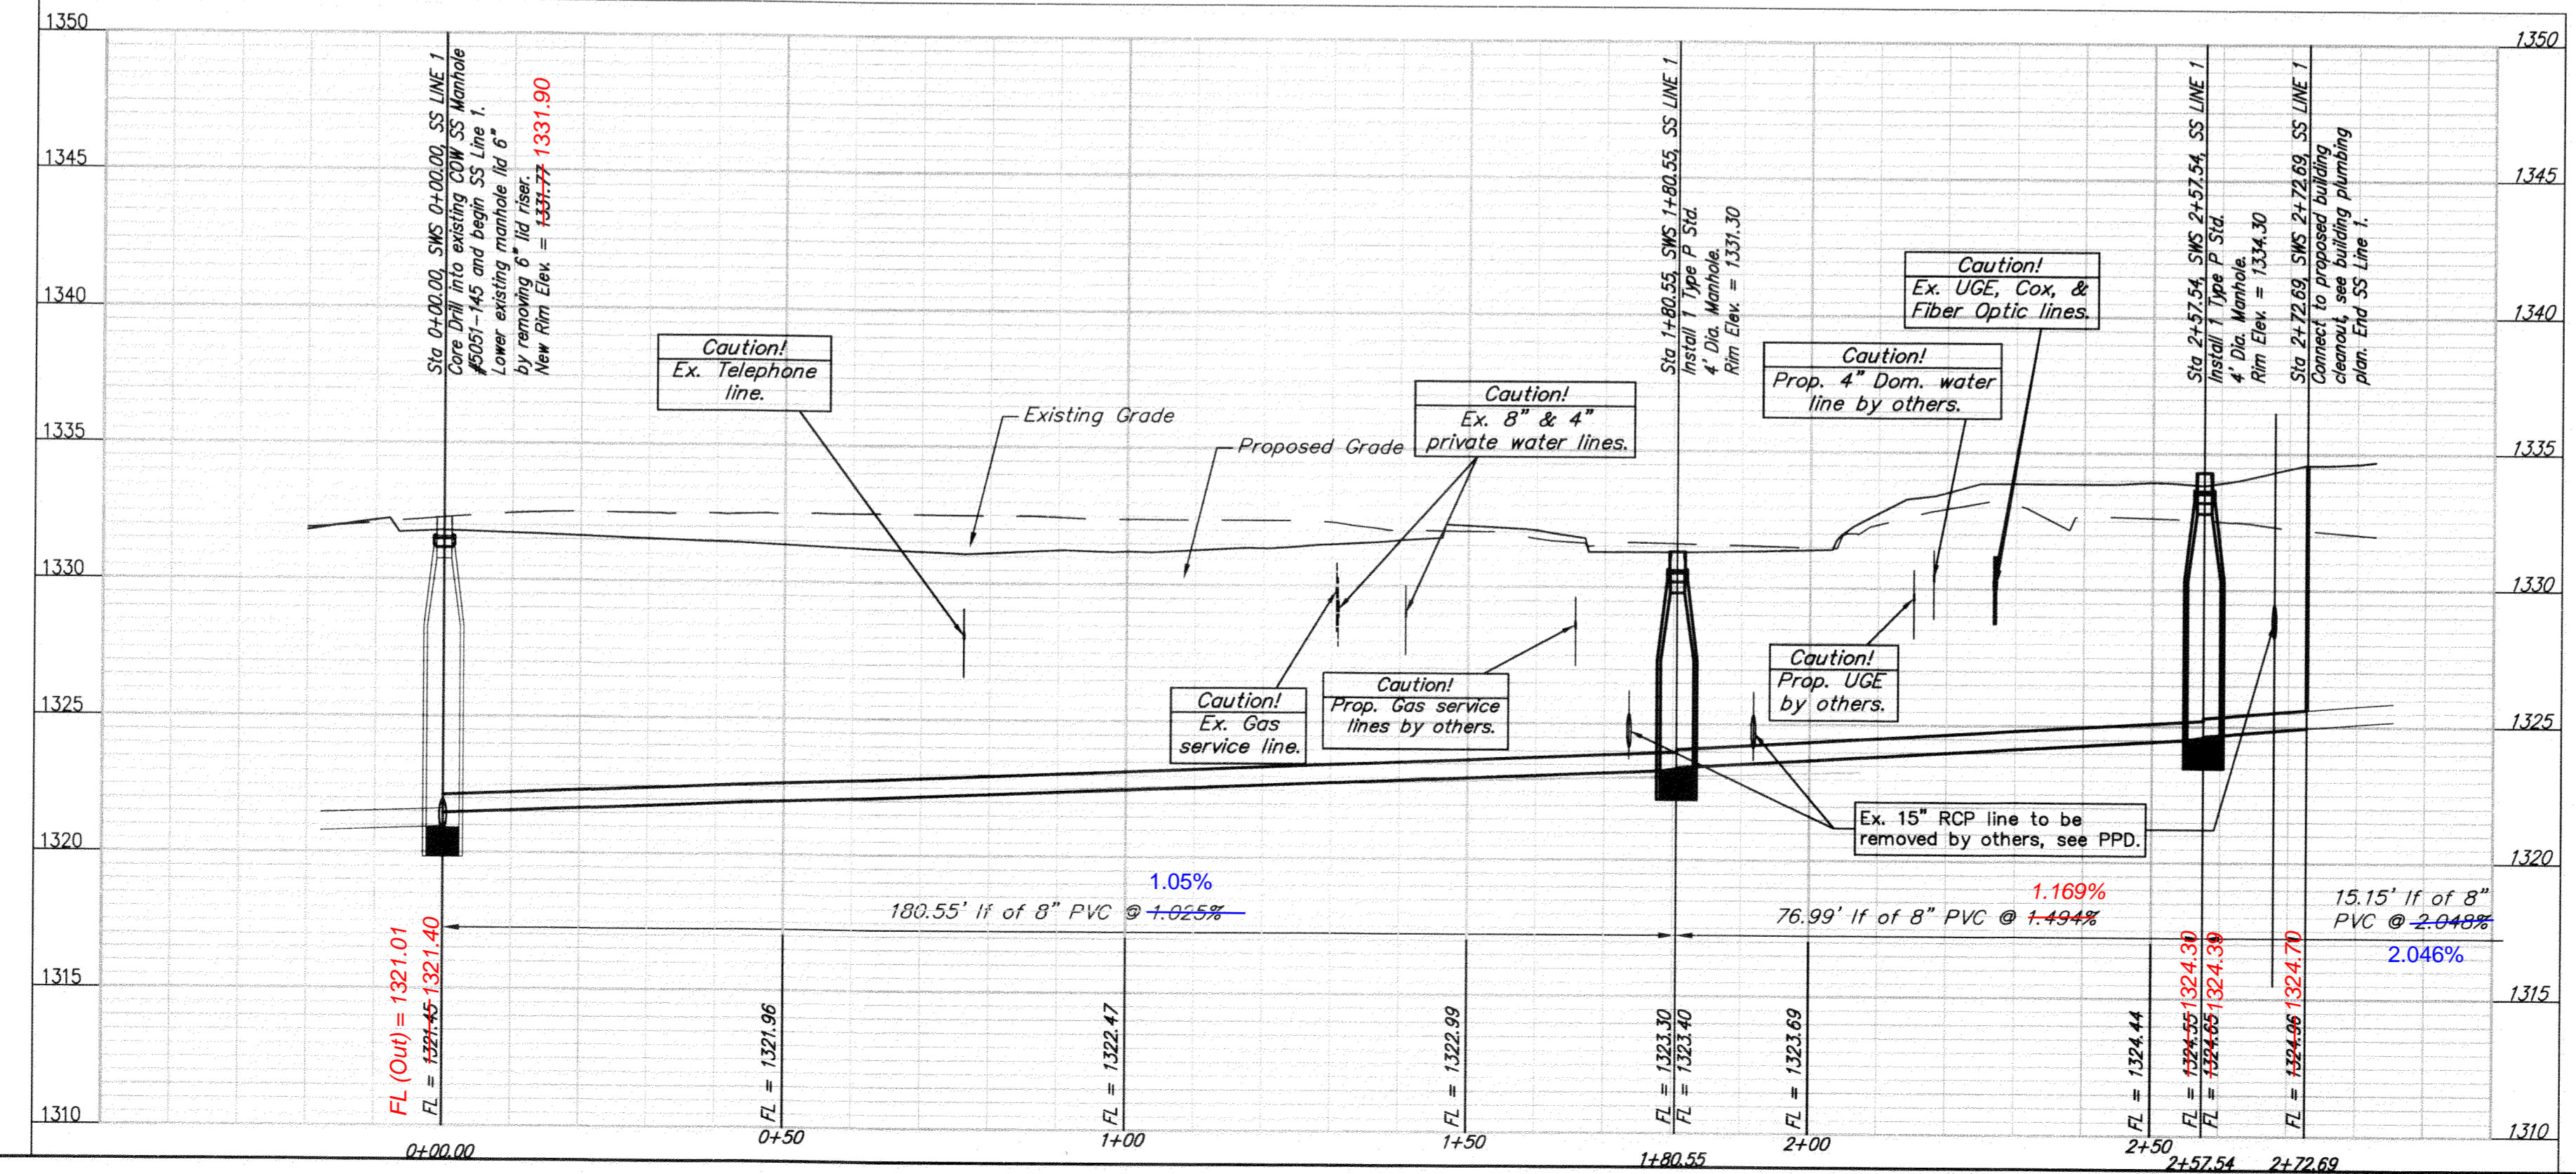 1350
1345
1340
1335
1330
1325
1320
1315
1310
1350
1345
1340
1335
1330
1325
1320
1315
1310
Sta 0+00.00, SWS 0+00.00, SS LINE 1
Core Drill into existing COW SS Manhole
#5051-145 and begin SS Line 1.
Lower existing manhole lid 6"
by removing 6" lid riser.
New Rim Elev. = 1331.77 1331.90
Caution!
Ex. Telephone
line.
Existing Grade
Proposed Grade
Caution!
Ex. 8" & 4"
private water lines.
Sta 1+80.55, SWS 1+80.55, SS LINE 1
Install 1 Type P Std.
4' Dia. Manhole.
Rim Elev. = 1331.30
Caution!
Ex. UGE, Cox, &
Fiber Optic lines.
Caution!
Prop. 4" Dom. water
line by others.
Sta 2+57.54, SWS 2+57.54, SS LINE 1
Install 1 Type P Std.
4' Dia. Manhole.
Rim Elev = 1334.30
Sta 2+72.69, SWS 2+72.69, SS LINE 1
Connect to proposed building
cleanout, see building plumbing
plan. End SS Line 1.
Caution!
Ex. Gas
service line.
Caution!
Prop. Gas service
lines by others.
Caution!
Prop. UGE
by others.
Ex. 15" RCP line to be
removed by others, see PPD.
1.05%
180.55' lf of 8" PVC @ 1.025%
1.169%
76.99' lf of 8" PVC @ 1.494%
15.15' lf of 8"
PVC @ 2.048%
2.046%
FL (Out) = 1321.01
FL = 1321.45 1321.40
FL = 1321.96
FL = 1322.47
FL = 1322.99
FL = 1323.30
FL = 1323.40
FL = 1323.69
FL = 1324.44
FL = 1324.55 1324.30
FL = 1324.65 1324.39
FL = 1324.96 1324.70
0+00.00
0+50
1+00
1+50
1+80.55
2+00
2+50
2+57.54
2+72.69